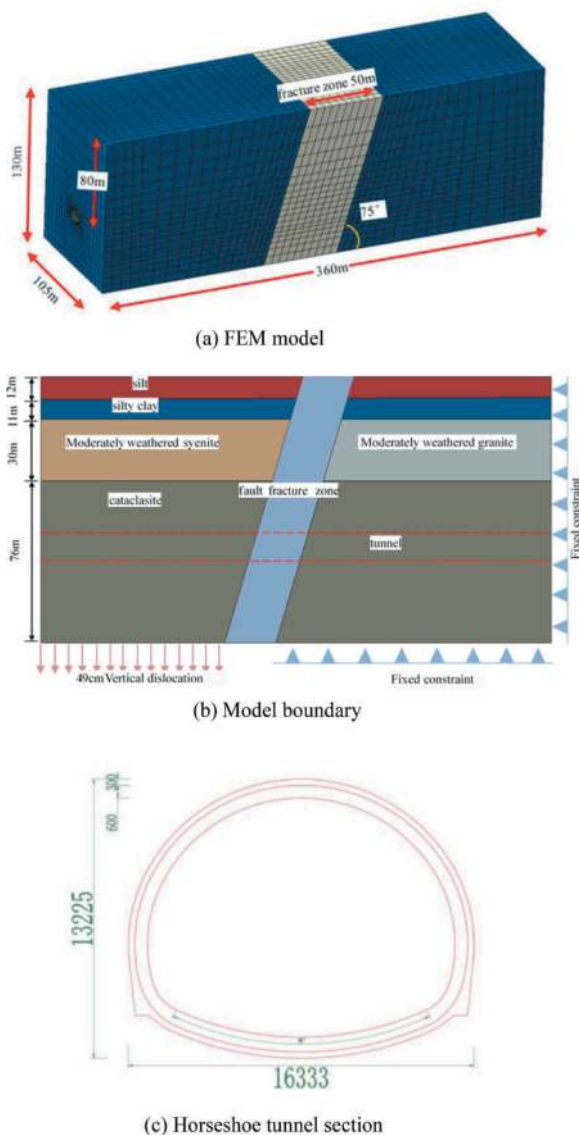 fracture zone 50m
130m
80m
75°
105m
360m
(a) FEM model
12m
silt
11m
silty clay
30m
Moderately weathered syenite
Moderately weathered granite
fault fracture zone
cataclasite
76m
tunnel
Fixed constraint
49cm Vertical dislocation
Fixed constraint
(b) Model boundary
300
600
13225
16333
(c) Horseshoe tunnel section